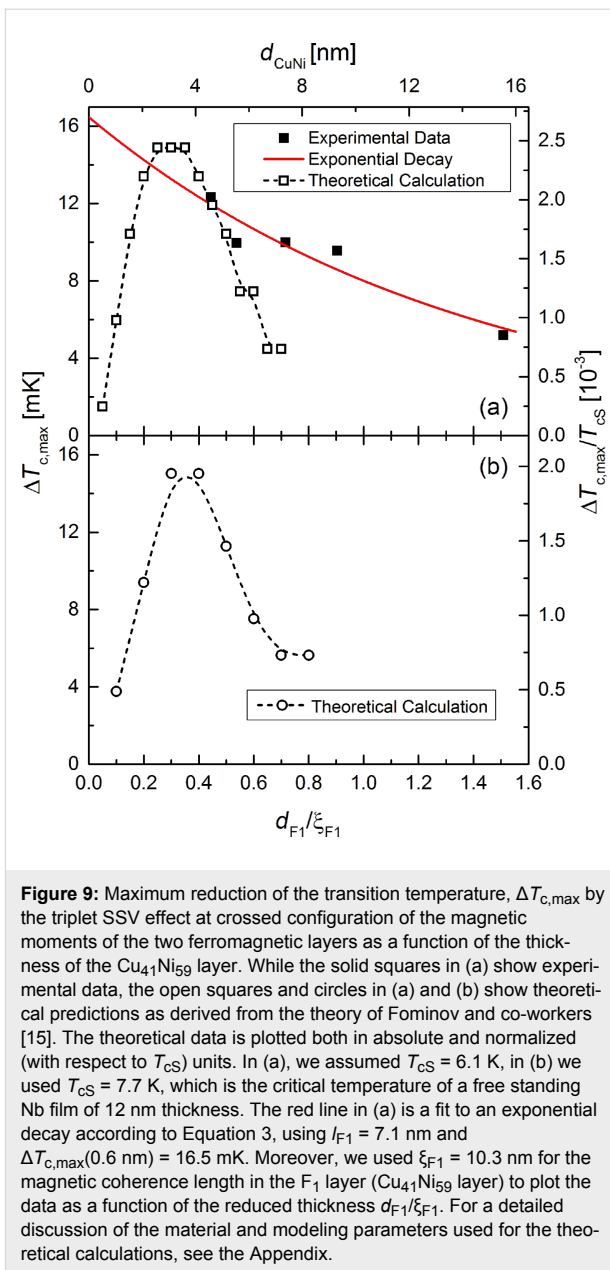 d_CuNi [nm]
0 4 8 12 16
16
12
8
4
0
Experimental Data
Exponential Decay
Theoretical Calculation
2.5
2.0
1.5
1.0
0.5
0.0
(a)
ΔT_c,max [mK]
ΔT_c,max/T_cS [10^-3]
16
12
8
4
0
(b)
2.0
1.5
1.0
0.5
0.0
Theoretical Calculation
0.0 0.2 0.4 0.6 0.8 1.0 1.2 1.4 1.6
d_F1/ξ_F1
Figure 9: Maximum reduction of the transition temperature, ΔT_c,max by
the triplet SSV effect at crossed configuration of the magnetic
moments of the two ferromagnetic layers as a function of the thick-
ness of the Cu41Ni59 layer. While the solid squares in (a) show experi-
mental data, the open squares and circles in (a) and (b) show theoreti-
cal predictions as derived from the theory of Fominov and co-workers
[15]. The theoretical data is plotted both in absolute and normalized
(with respect to T_cS) units. In (a), we assumed T_cS = 6.1 K, in (b) we
used T_cS = 7.7 K, which is the critical temperature of a free standing
Nb film of 12 nm thickness. The red line in (a) is a fit to an exponential
decay according to Equation 3, using l_F1 = 7.1 nm and
ΔT_c,max(0.6 nm) = 16.5 mK. Moreover, we used ξ_F1 = 10.3 nm for the
magnetic coherence length in the F1 layer (Cu41Ni59 layer) to plot the
data as a function of the reduced thickness d_F1/ξ_F1. For a detailed
discussion of the material and modeling parameters used for the theo-
retical calculations, see the Appendix.